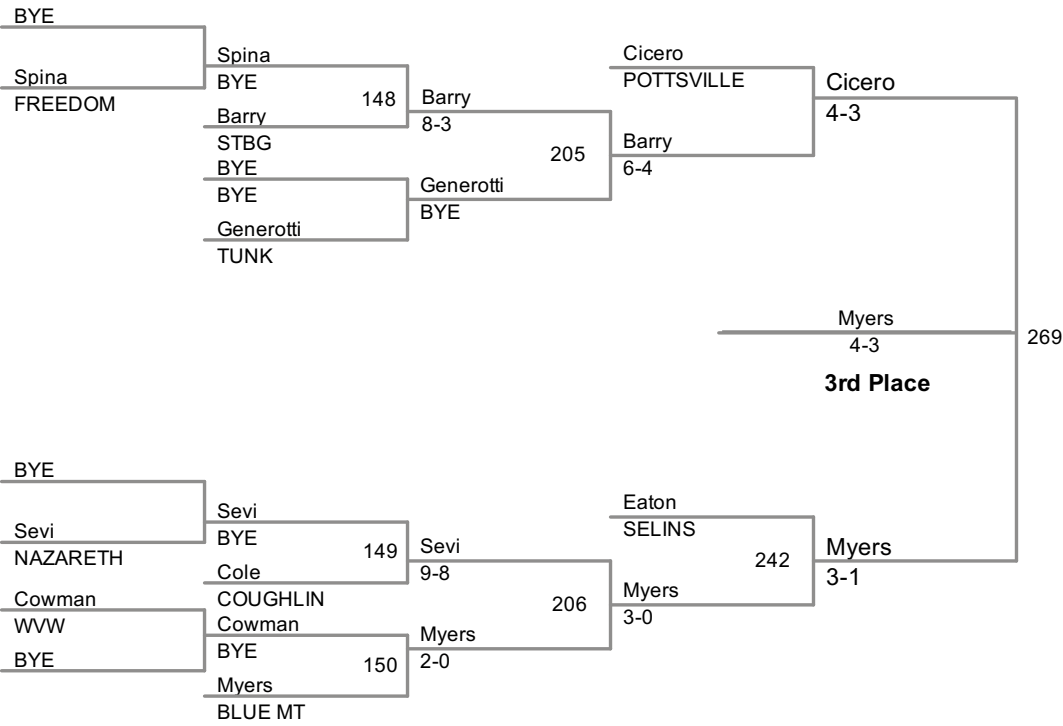 BYE
Spina
FREEDOM
Spina
BYE
148
Barry
STBG
BYE
BYE
Generotti
TUNK
Barry
8-3
205
Generotti
BYE
Cicero
POTTSVILLE
Barry
6-4
Cicero
4-3
Myers
4-3
269
3rd Place
BYE
Sevi
NAZARETH
Cowman
WVW
BYE
Sevi
BYE
149
Cole
COUGHLIN
Cowman
BYE
150
Myers
BLUE MT
Sevi
9-8
206
Myers
2-0
Eaton
SELINS
242
Myers
3-0
Myers
3-1